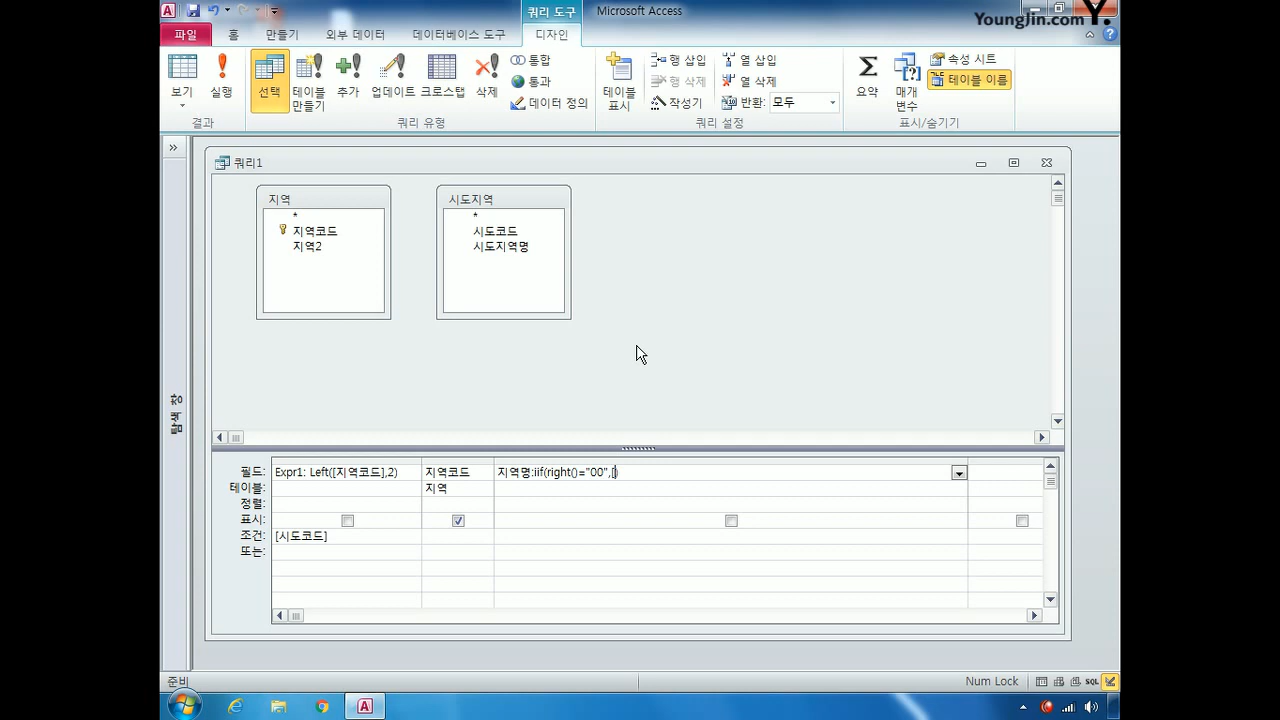 쿼리 도구
Microsoft Access
YoungJin.com Y.
파일
홈
만들기
외부 데이터
데이터베이스 도구
디자인
보기
실행
선택
테이블 만들기
추가
업데이트
크로스탭
삭제
통합
통과
데이터 정의
테이블 표시
행 삽입
행 삭제
작성기
열 삽입
열 삭제
반환: 모두
요약
매개 변수
속성 시트
테이블 이름
결과
쿼리 유형
쿼리 설정
표시/숨기기
쿼리1
지역
*
지역코드
지역2
시도지역
*
시도코드
시도지역명
탐색 창
필드: Expr1: Left([지역코드],2) 지역코드 지역명:iif(right()="00",[)
테이블: 지역
정렬:
표시:
조건: [시도코드]
또는:
준비
Num Lock
SQL